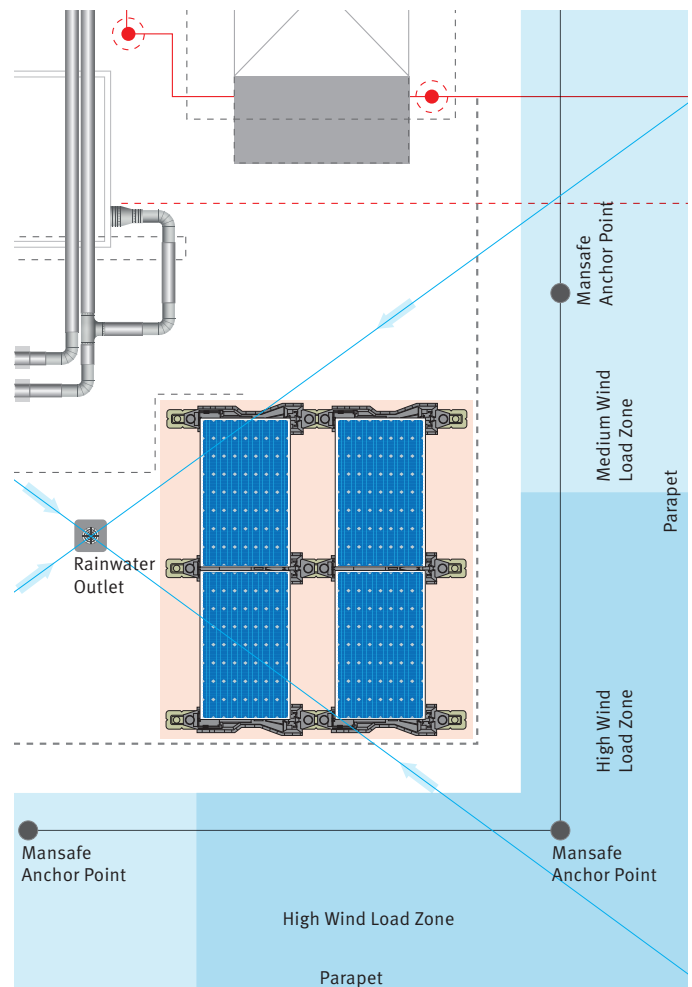 Mansafe
Anchor Point
Medium Wind
Load Zone
Parapet
Rainwater
Outlet
High Wind
Load Zone
Mansafe
Anchor Point
Mansafe
Anchor Point
High Wind Load Zone
Parapet